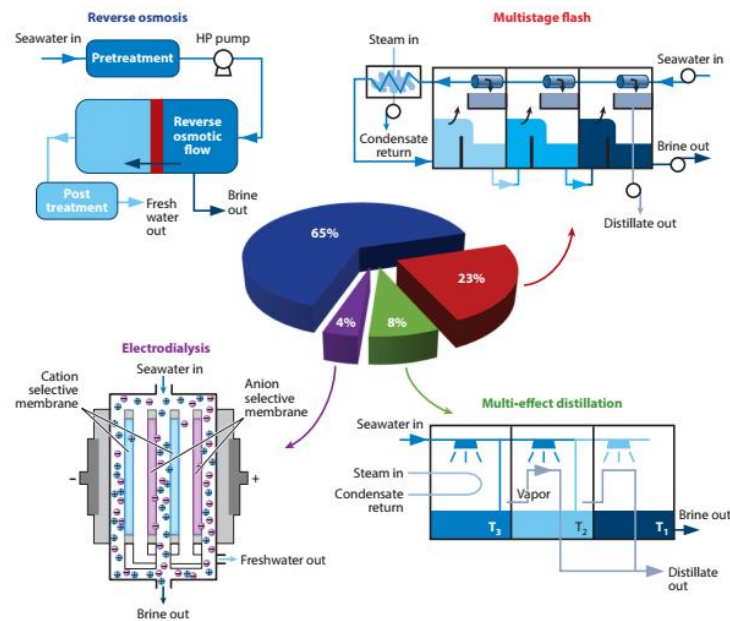 Reverse osmosis
Seawater in
Pretreatment
HP pump
Reverse
osmotic
flow
Post
treatment
Fresh
water
out
Brine
out
Multistage flash
Steam in
Seawater in
Condensate
return
Brine out
Distillate out
65%
23%
4%
8%
Electrodialysis
Seawater in
Cation
selective
membrane
Anion
selective
membrane
–
+
Freshwater out
Brine out
Multi-effect distillation
Seawater in
Steam in
Condensate
return
Vapor
T3
T2
T1
Brine out
Distillate
out